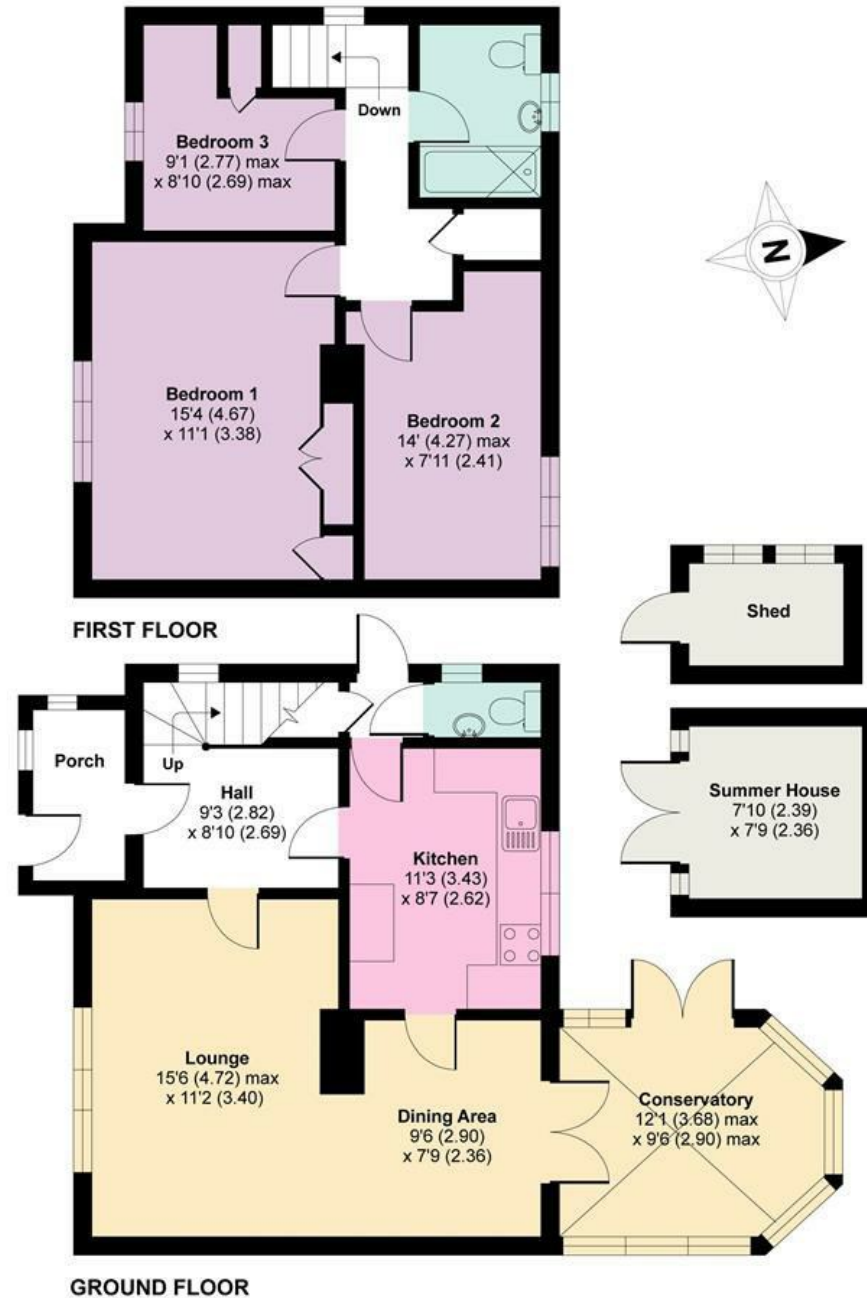 Down
Bedroom 3
9'1 (2.77) max
x 8'10 (2.69) max
N
Bedroom 1
15'4 (4.67)
x 11'1 (3.38)
Bedroom 2
14' (4.27) max
x 7'11 (2.41)
FIRST FLOOR
Shed
Porch
Up
Hall
9'3 (2.82)
x 8'10 (2.69)
Summer House
7'10 (2.39)
x 7'9 (2.36)
Kitchen
11'3 (3.43)
x 8'7 (2.62)
Lounge
15'6 (4.72) max
x 11'2 (3.40)
Dining Area
9'6 (2.90)
x 7'9 (2.36)
Conservatory
12'1 (3.68) max
x 9'6 (2.90) max
GROUND FLOOR